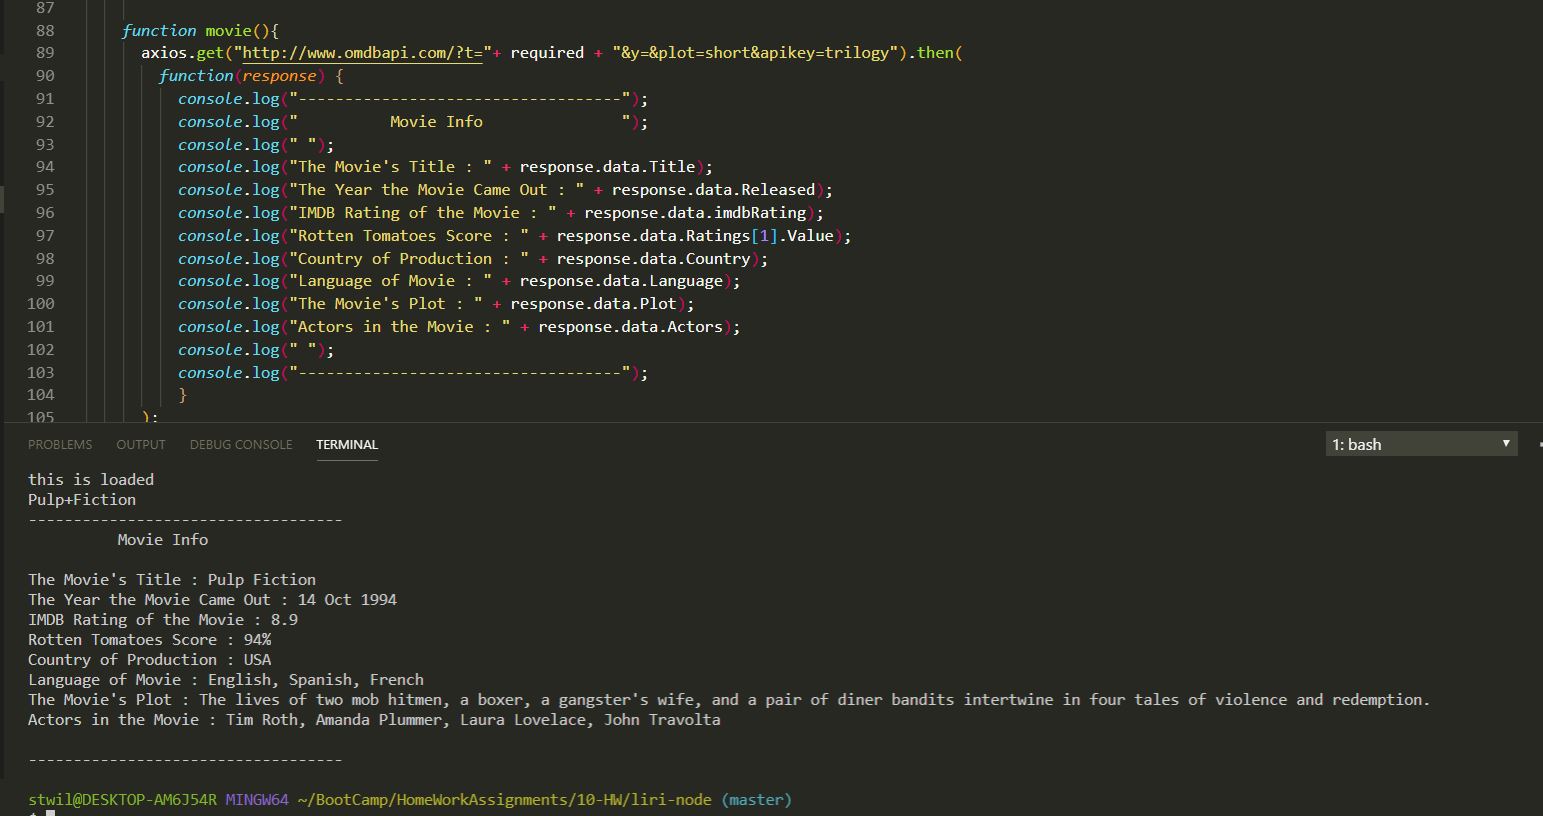 87
88 function movie(){
89 axios.get("http://www.omdbapi.com/?t="+ required + "&y=&plot=short&apikey=trilogy").then(
90 function(response) {
91 console.log("-----------------------------------");
92 console.log("          Movie Info               ");
93 console.log(" ");
94 console.log("The Movie's Title : " + response.data.Title);
95 console.log("The Year the Movie Came Out : " + response.data.Released);
96 console.log("IMDB Rating of the Movie : " + response.data.imdbRating);
97 console.log("Rotten Tomatoes Score : " + response.data.Ratings[1].Value);
98 console.log("Country of Production : " + response.data.Country);
99 console.log("Language of Movie : " + response.data.Language);
100 console.log("The Movie's Plot : " + response.data.Plot);
101 console.log("Actors in the Movie : " + response.data.Actors);
102 console.log(" ");
103 console.log("-----------------------------------");
104 }
105 );
PROBLEMS OUTPUT DEBUG CONSOLE TERMINAL 1: bash
this is loaded
Pulp+Fiction
-----------------------------------
Movie Info
The Movie's Title : Pulp Fiction
The Year the Movie Came Out : 14 Oct 1994
IMDB Rating of the Movie : 8.9
Rotten Tomatoes Score : 94%
Country of Production : USA
Language of Movie : English, Spanish, French
The Movie's Plot : The lives of two mob hitmen, a boxer, a gangster's wife, and a pair of diner bandits intertwine in four tales of violence and redemption.
Actors in the Movie : Tim Roth, Amanda Plummer, Laura Lovelace, John Travolta
-----------------------------------
stwil@DESKTOP-AM6J54R MINGW64 ~/BootCamp/HomeWorkAssignments/10-HW/liri-node (master)